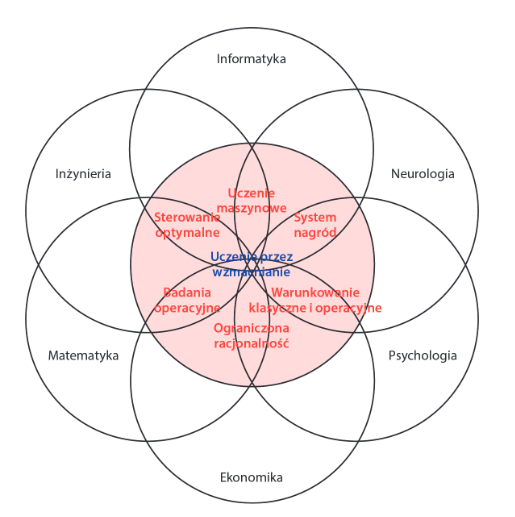 Informatyka
Inżynieria
Neurologia
Uczenie
maszynowe
Sterowanie
optymalne
System
nagród
Uczenie przez
wzmacnianie
Badania
operacyjne
Warunkowanie
klasyczne i operacyjne
Ograniczona
racjonalność
Matematyka
Psychologia
Ekonomika